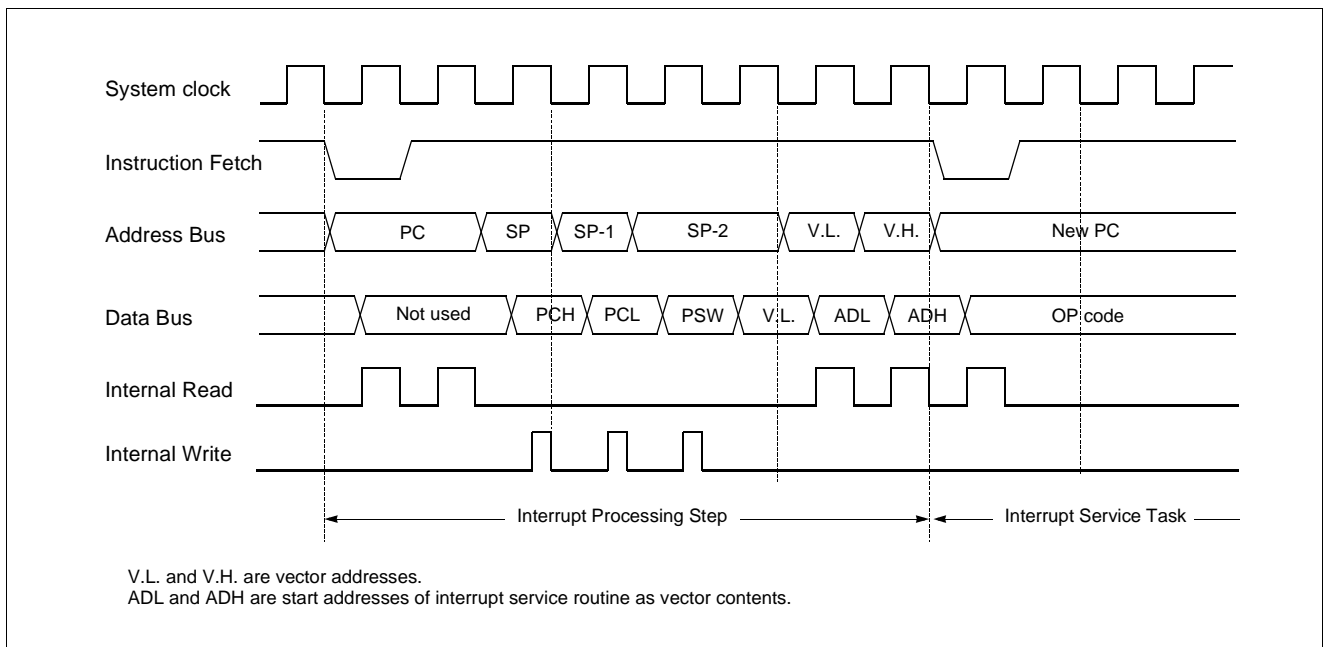 System clock
Instruction Fetch
Address Bus PC SP SP-1 SP-2 V.L. V.H. New PC
Data Bus Not used PCH PCL PSW V.L. ADL ADH OP code
Internal Read
Internal Write
Interrupt Processing Step Interrupt Service Task
V.L. and V.H. are vector addresses.
ADL and ADH are start addresses of interrupt service routine as vector contents.